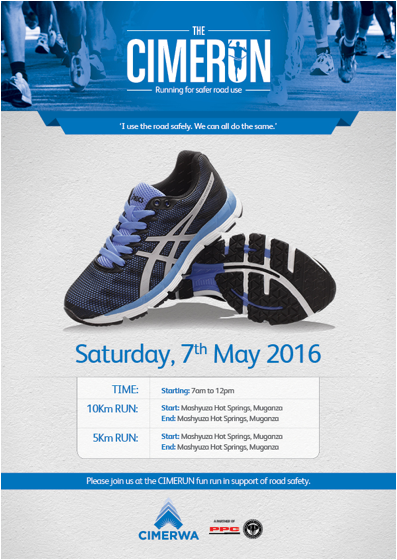 THE
CIMERUN
Running for safer road use
'I use the road safely. We can all do the same.'
Saturday, 7th May 2016
TIME: Starting: 7am to 12pm
10Km RUN: Start: Mashyuza Hot Springs, Muganza
End: Mashyuza Hot Springs, Muganza
5Km RUN: Start: Mashyuza Hot Springs, Muganza
End: Mashyuza Hot Springs, Muganza
Please join us at the CIMERUN fun run in support of road safety.
CIMERWA
A MEMBER OF
PPC